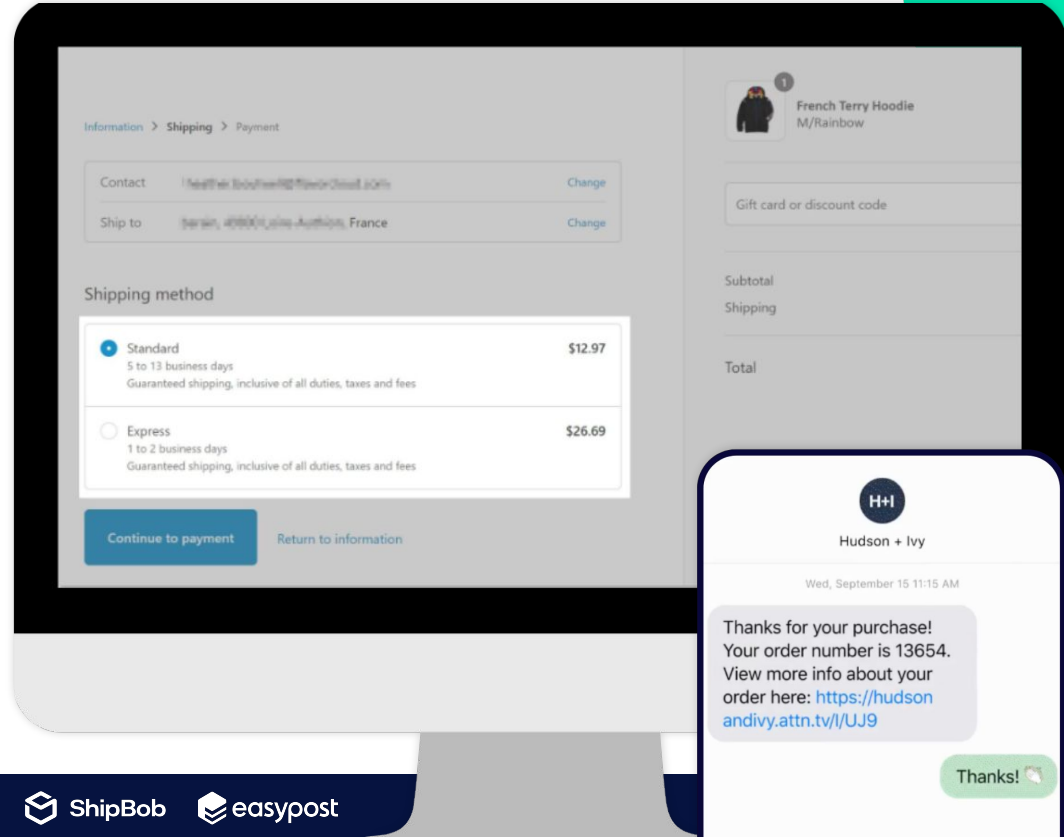 Information > Shipping > Payment
Contact
Change
Ship to France
Change
Shipping method
Standard $12.97
5 to 13 business days
Guaranteed shipping, inclusive of all duties, taxes and fees
Express $26.69
1 to 2 business days
Guaranteed shipping, inclusive of all duties, taxes and fees
Continue to payment
Return to information
1
French Terry Hoodie
M/Rainbow
Gift card or discount code
Subtotal
Shipping
Total
H+I
Hudson + Ivy
Wed, September 15 11:15 AM
Thanks for your purchase!
Your order number is 13654.
View more info about your
order here: https://hudson
andivy.attn.tv/l/UJ9
Thanks!
ShipBob
easypost